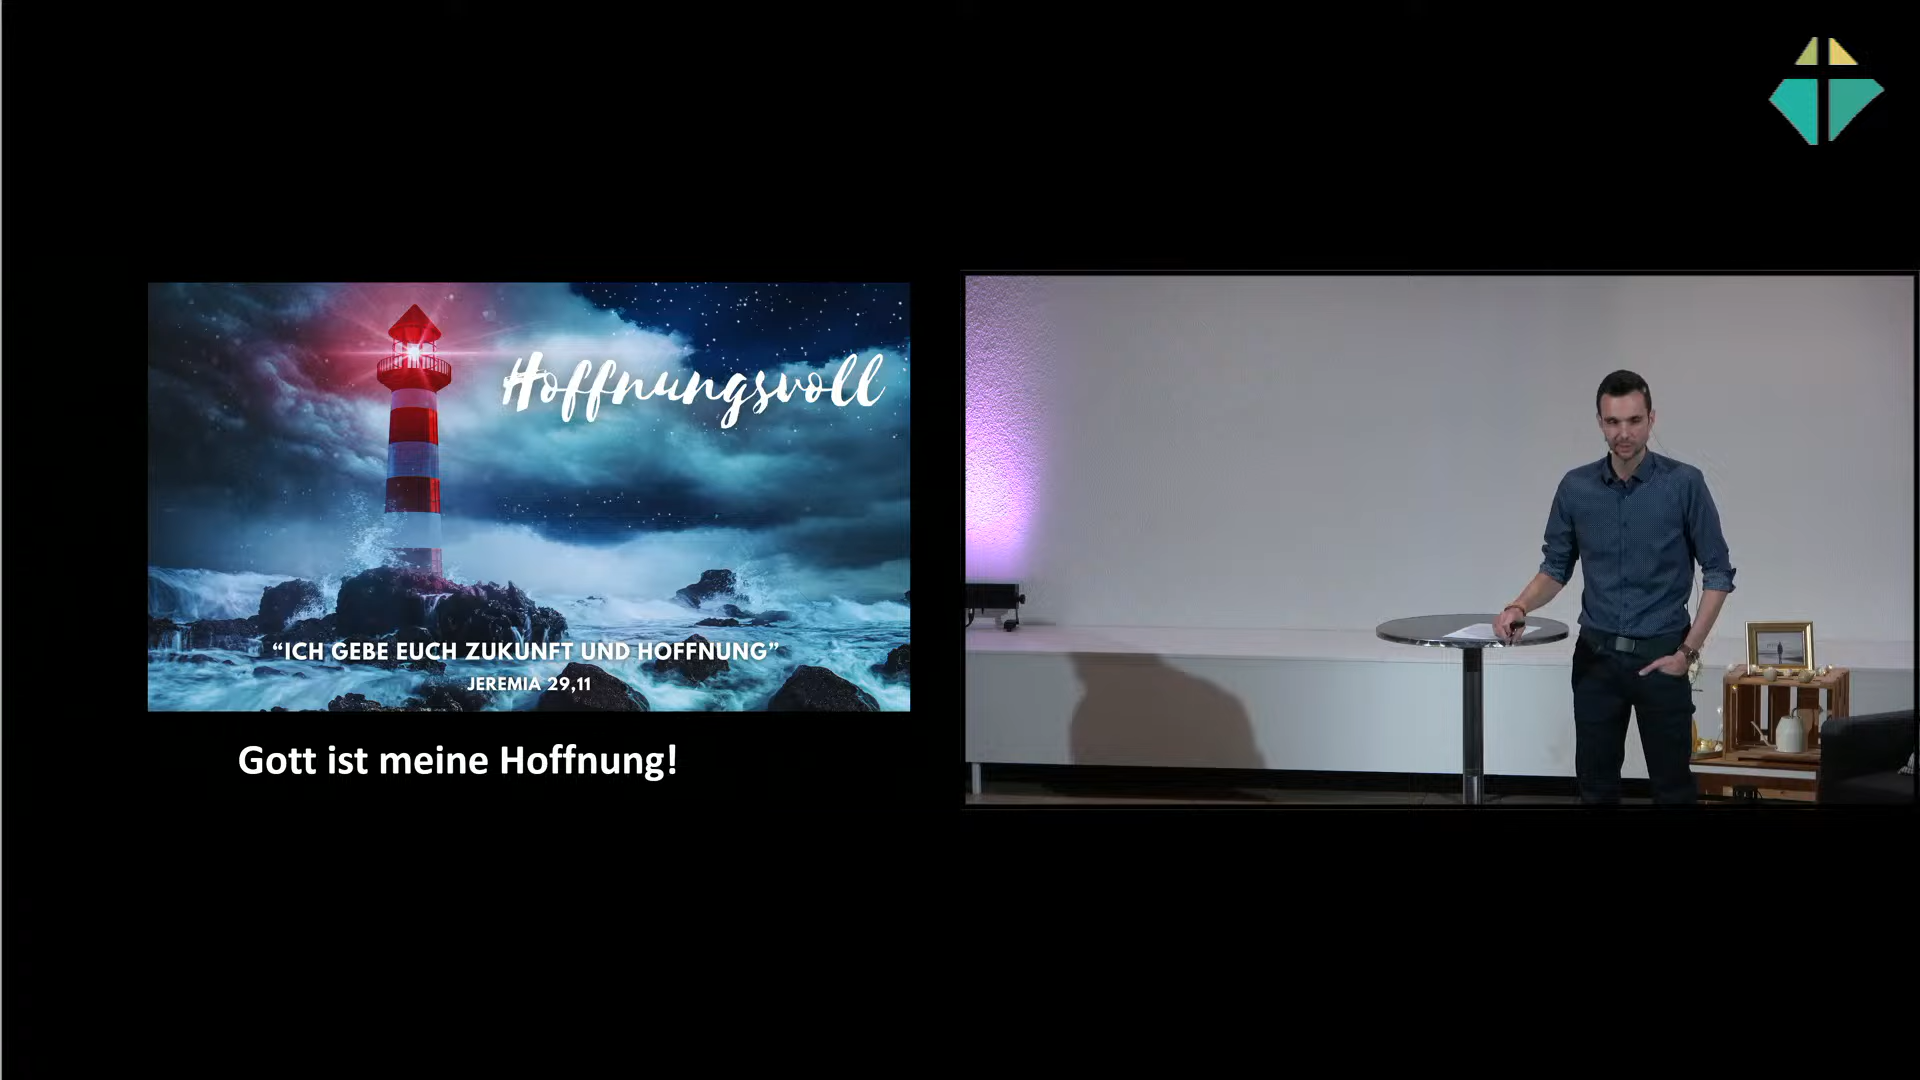 Hoffnungsvoll
“ICH GEBE EUCH ZUKUNFT UND HOFFNUNG”
JEREMIA 29,11
Gott ist meine Hoffnung!